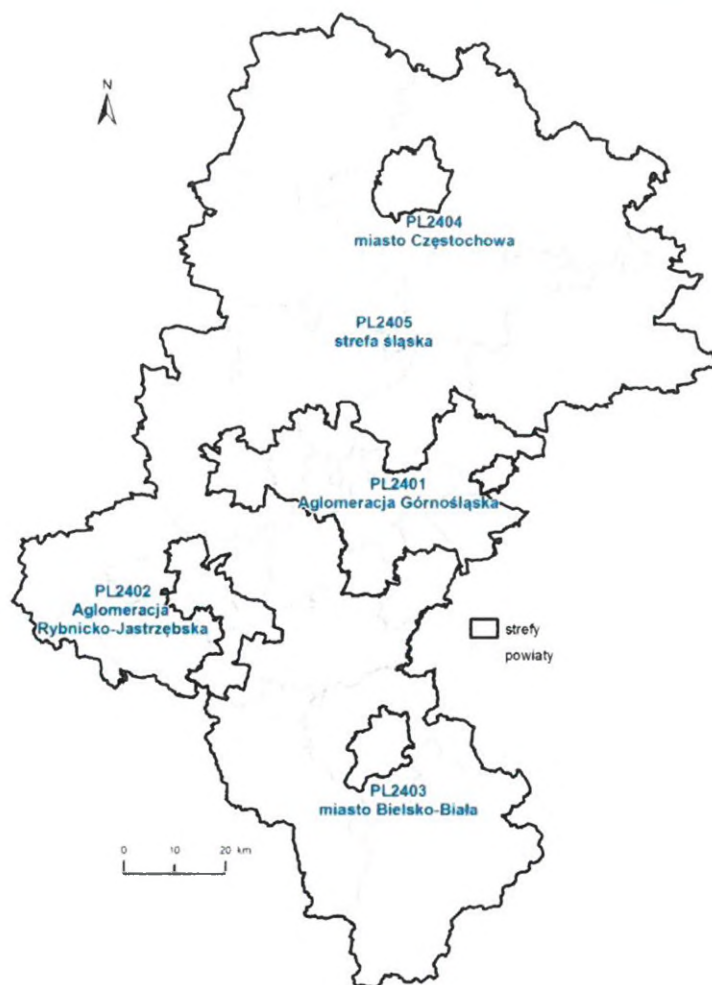 N
PL2404
miasto Częstochowa
PL2405
strefa śląska
PL2401
Aglomeracja Górnośląska
PL2402
Aglomeracja
Rybnicko-Jastrzębska
strefy
powiaty
PL2403
miasto Bielsko-Biała
0 10 20 km